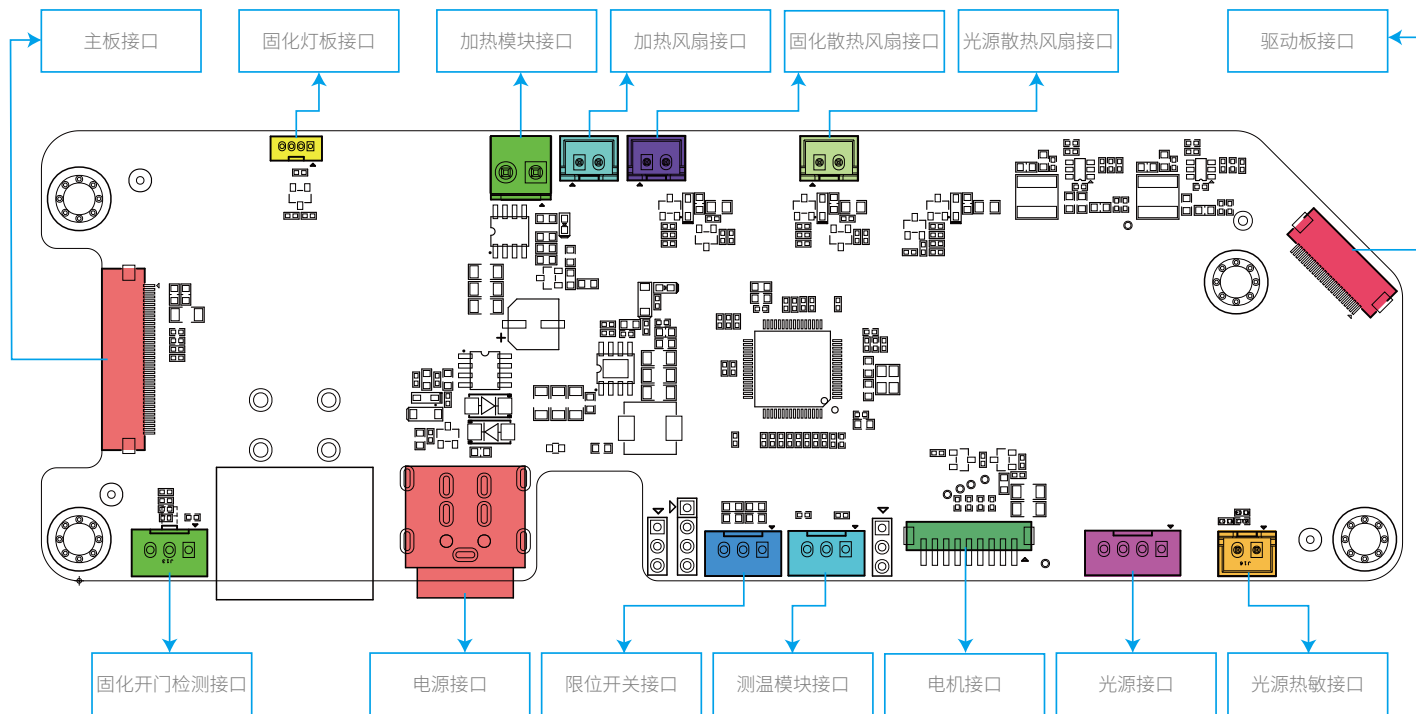 主板接口
固化灯板接口
加热模块接口
加热风扇接口
固化散热风扇接口
光源散热风扇接口
驱动板接口
固化开门检测接口
电源接口
限位开关接口
测温模块接口
电机接口
光源接口
光源热敏接口